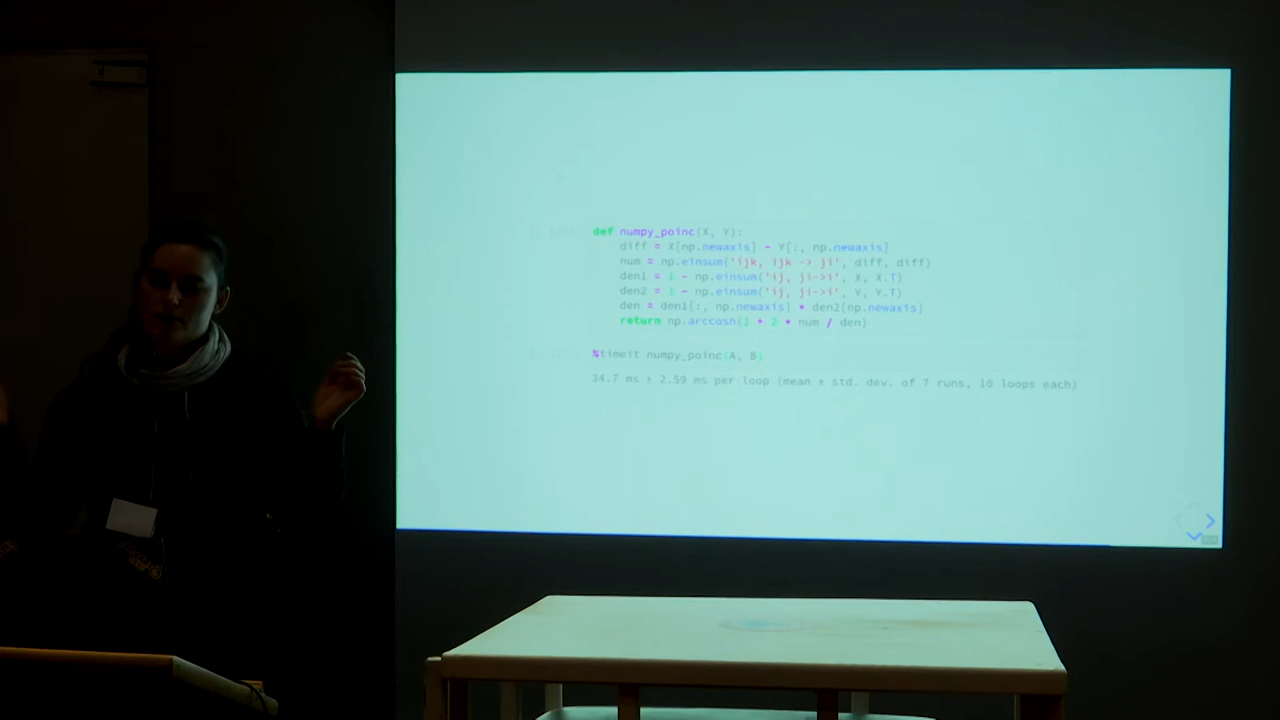 def numpy_poinc(X, Y):
diff = X[np.newaxis] - Y[:, np.newaxis]
num = np.einsum('ijk, ijk -> ji', diff, diff)
den1 = 1 - np.einsum('ij, ji->i', X, X.T)
den2 = 1 - np.einsum('ij, ji->i', Y, Y.T)
den = den1[:, np.newaxis] * den2[np.newaxis]
return np.arccosh(1 + 2 * num / den)
%timeit numpy_poinc(A, B)
34.7 ms ± 2.59 ms per loop (mean ± std. dev. of 7 runs, 10 loops each)